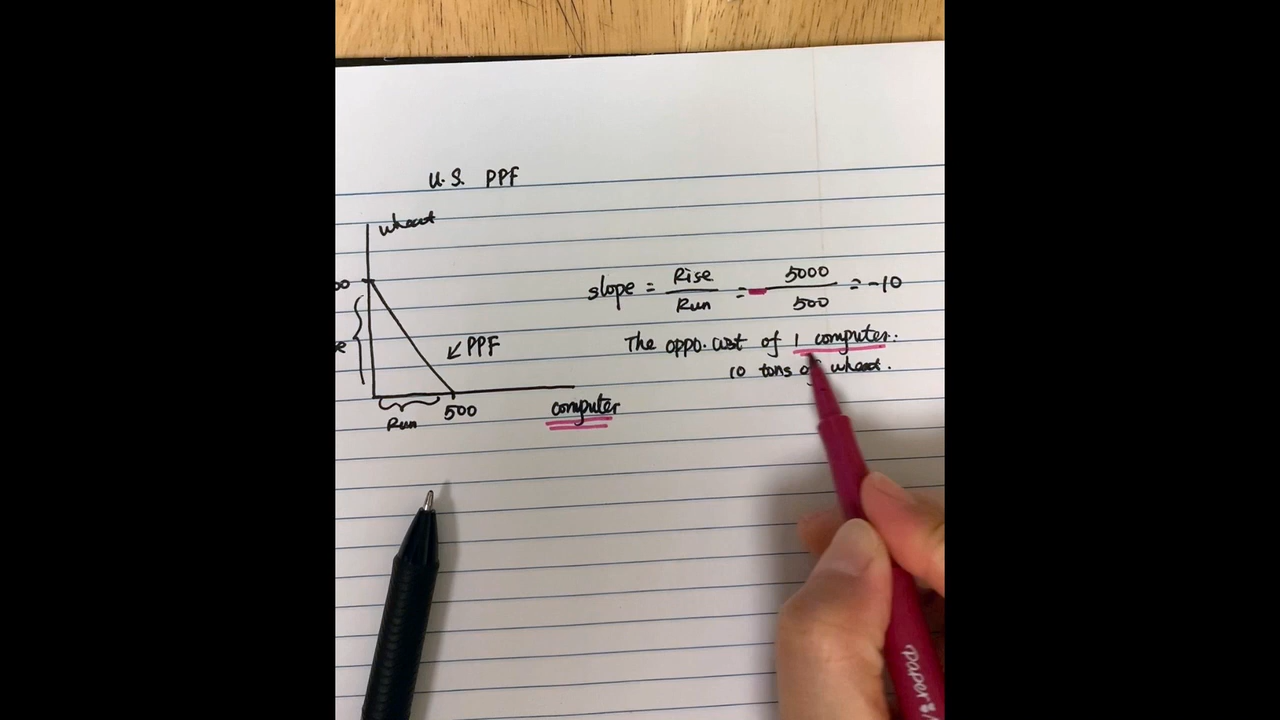 U.S. PPF
wheat
slope = Rise / Run = - 5000 / 500 = -10
The oppo. cost of 1 computer:
10 tons of wheat.
↙PPF
Run
500
computer
paper